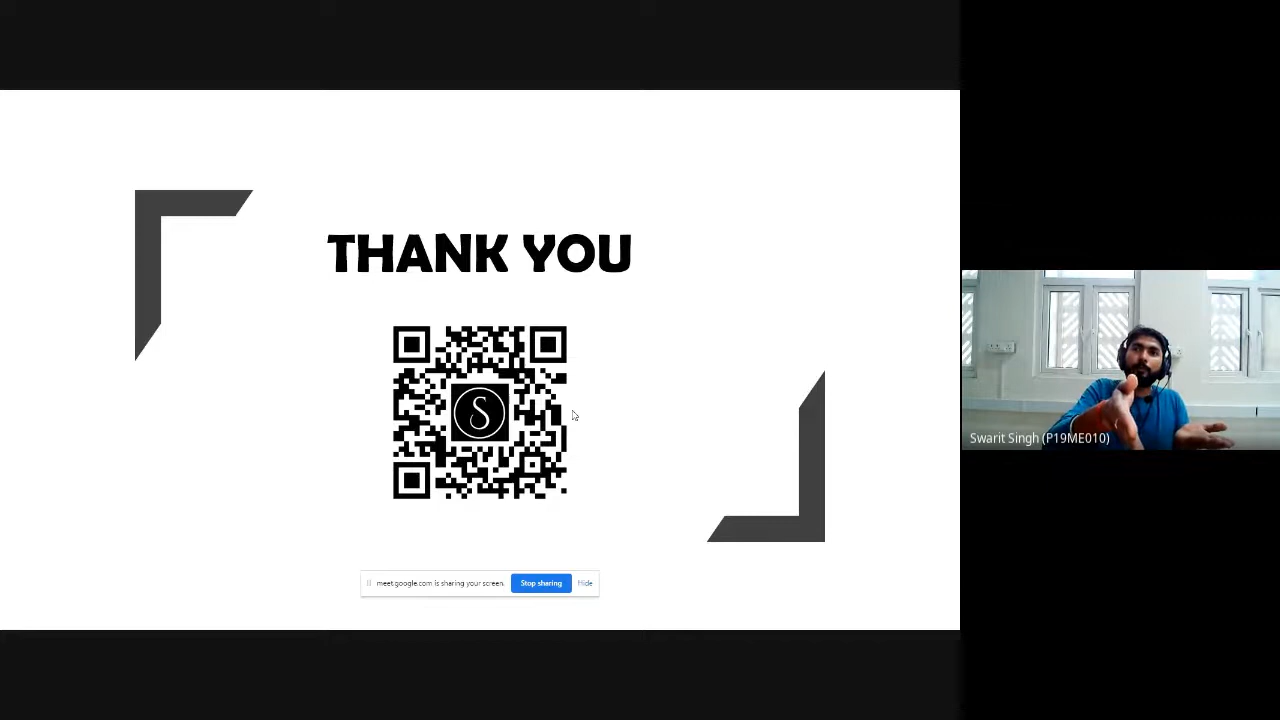 THANK YOU
S
meet.google.com is sharing your screen.
Stop sharing
Hide
Swarit Singh (P19ME010)